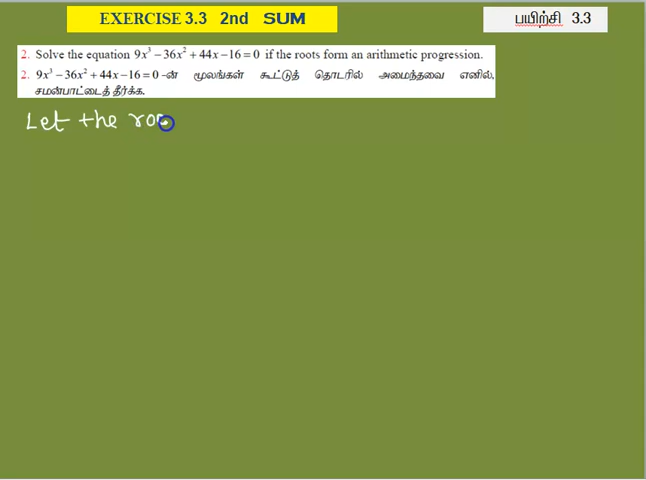 EXERCISE 3.3 2nd SUM
பயிற்சி 3.3
2. Solve the equation 9x³ − 36x² + 44x − 16 = 0 if the roots form an arithmetic progression.
2. 9x³ − 36x² + 44x − 16 = 0 -ன் மூலங்கள் கூட்டுத் தொடரில் அமைந்தவை எனில்,
சமன்பாட்டைத் தீர்க்க.
Let the roo